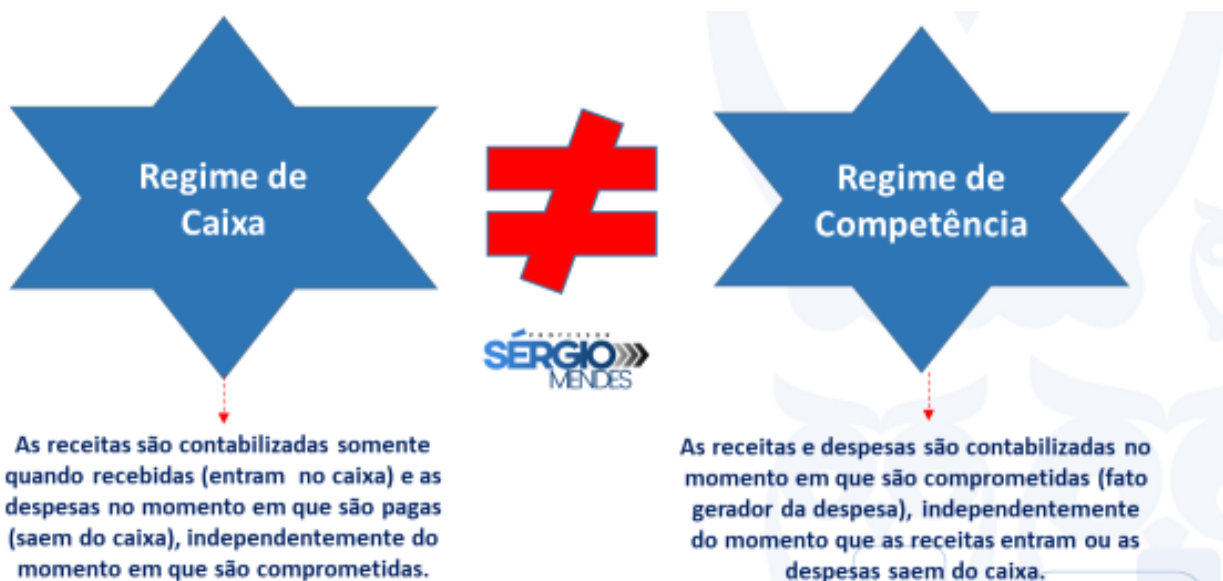 Regime de
Caixa
≠
Regime de
Competência
PROFESSOR
SÉRGIO
MENDES
As receitas são contabilizadas somente
quando recebidas (entram no caixa) e as
despesas no momento em que são pagas
(saem do caixa), independentemente do
momento em que são comprometidas.
As receitas e despesas são contabilizadas no
momento em que são comprometidas (fato
gerador da despesa), independentemente
do momento que as receitas entram ou as
despesas saem do caixa.